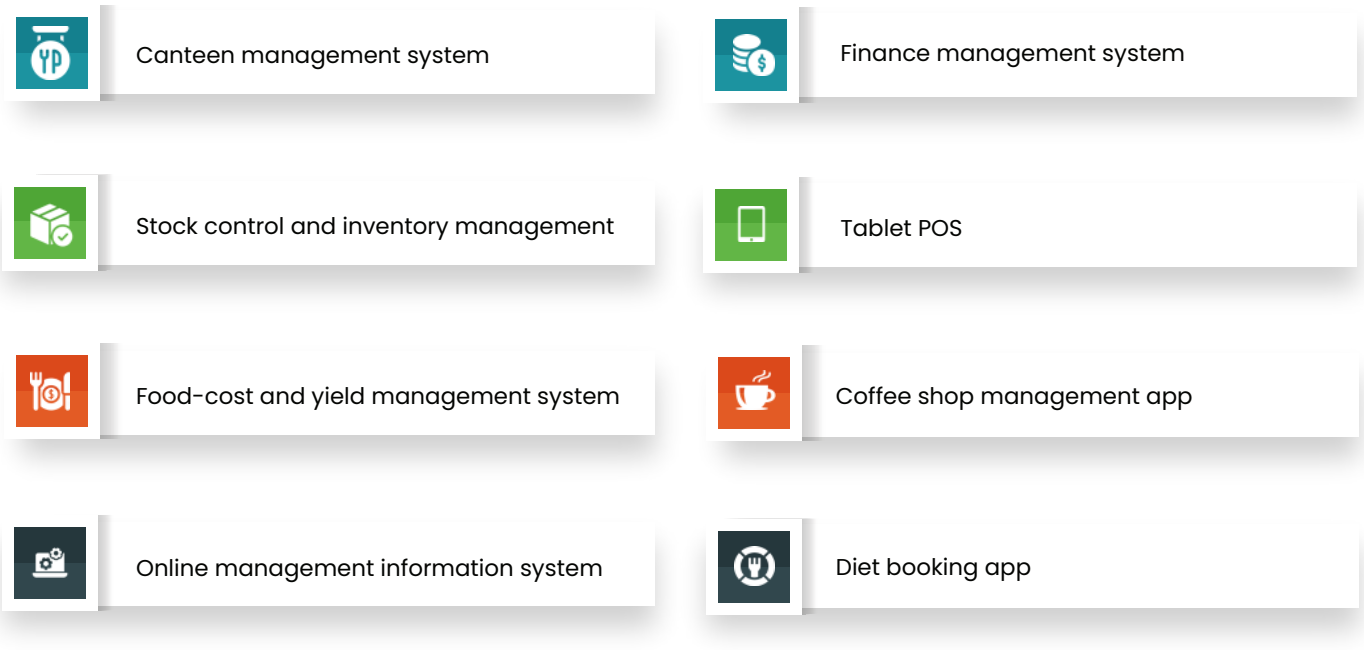 Canteen management system
Finance management system
Stock control and inventory management
Tablet POS
Food-cost and yield management system
Coffee shop management app
Online management information system
Diet booking app